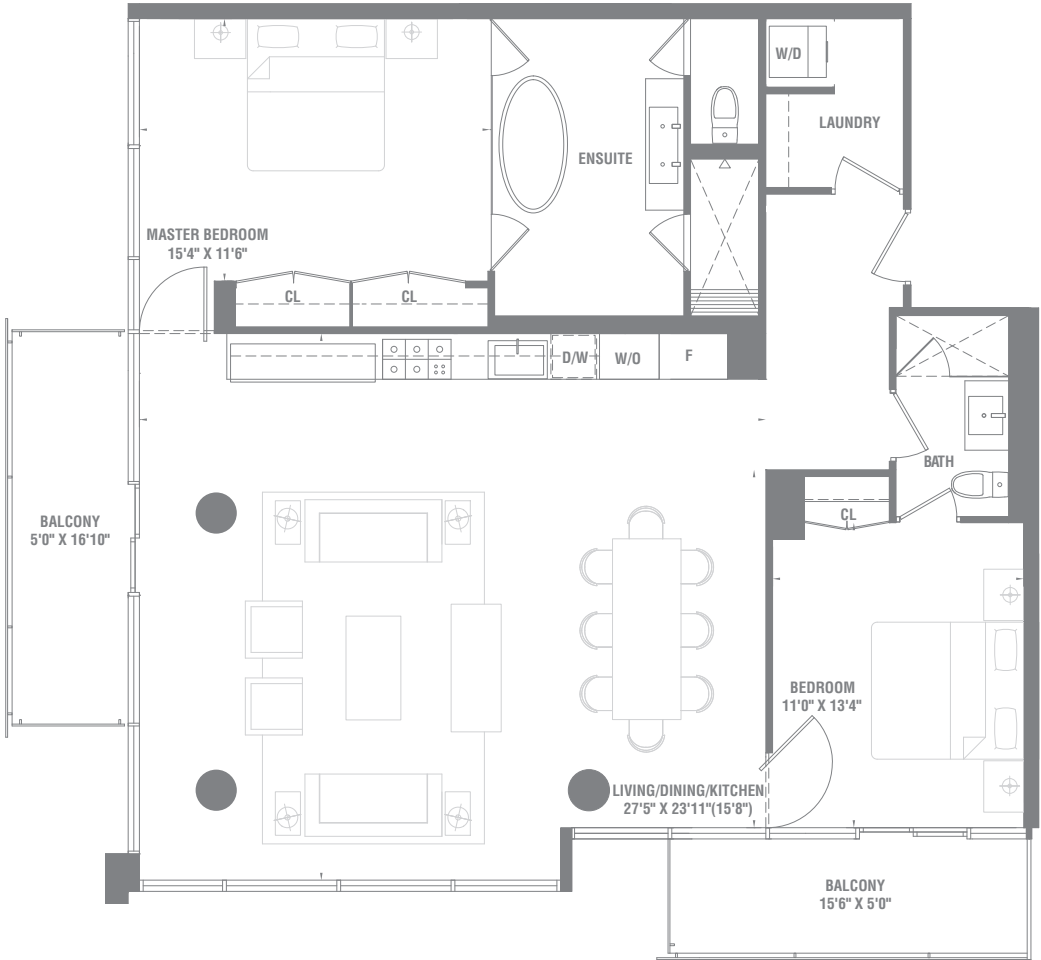 W/D
LAUNDRY
ENSUITE
MASTER BEDROOM
15'4" X 11'6"
CL
CL
D/W
W/O
F
BATH
CL
BALCONY
5'0" X 16'10"
BEDROOM
11'0" X 13'4"
LIVING/DINING/KITCHEN
27'5" X 23'11"(15'8")
BALCONY
15'6" X 5'0"